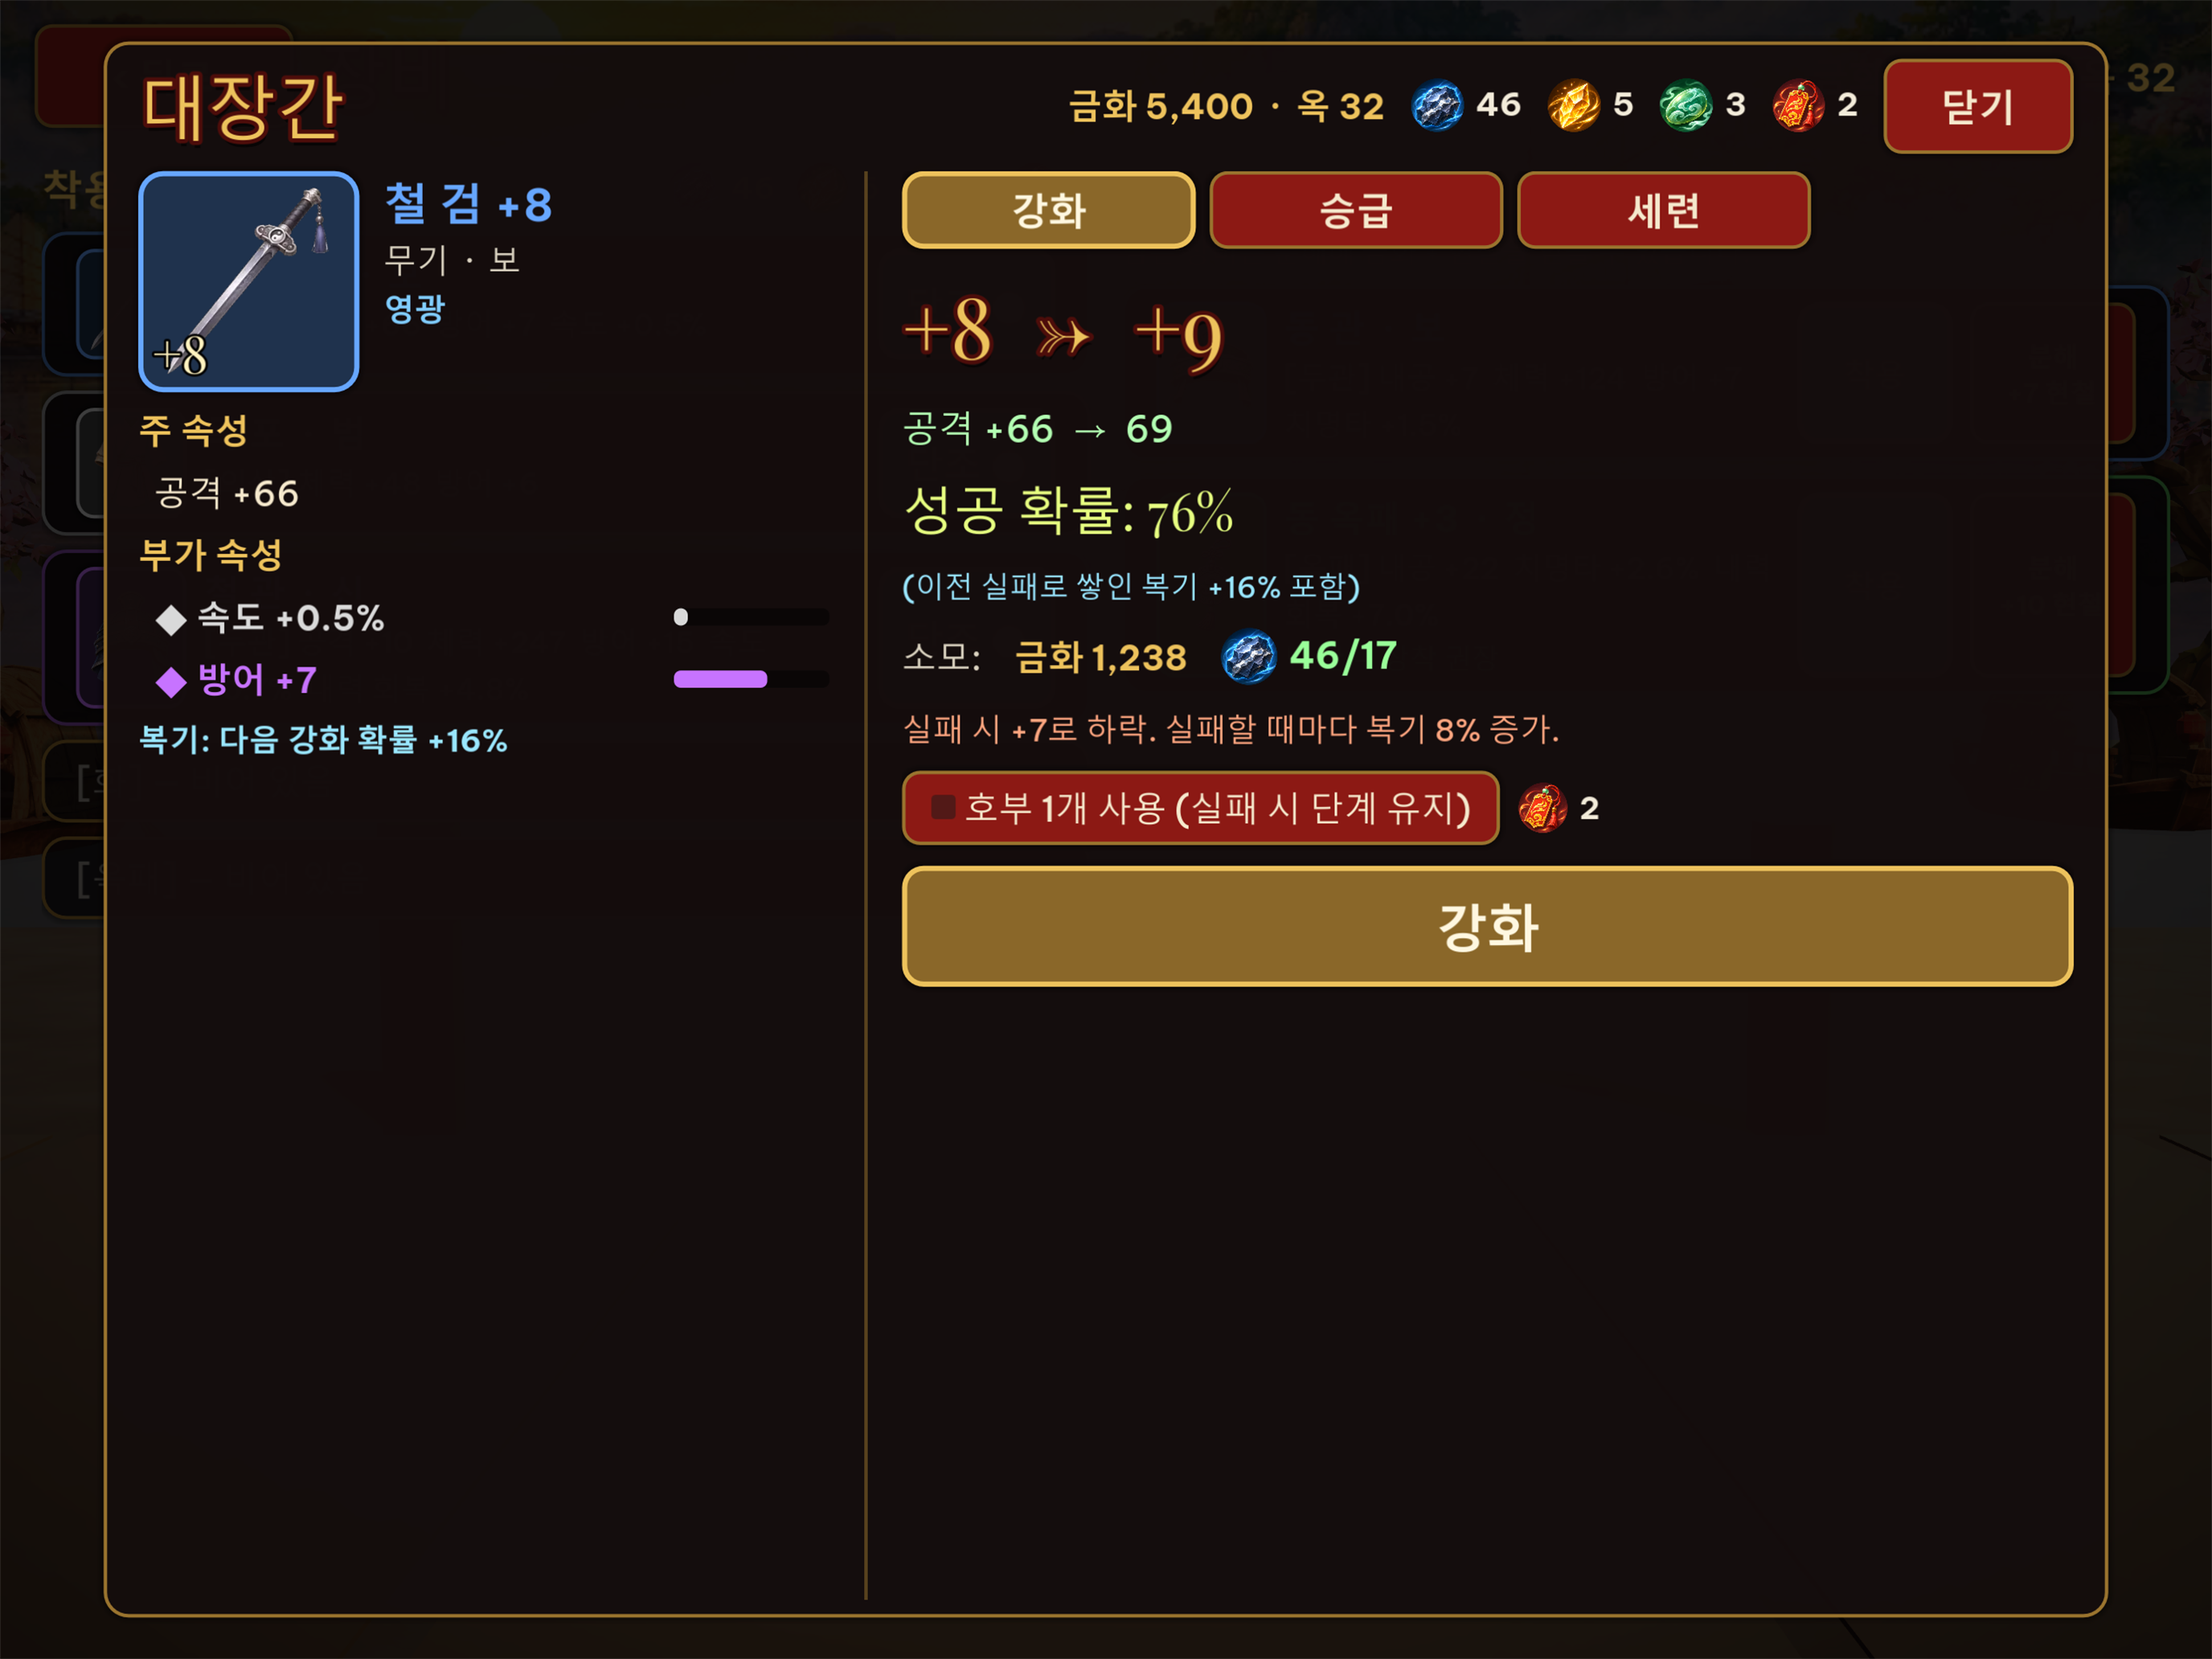 대장간
금화 5,400 · 옥 32 46 5 3 2 닫기
철 검 +8
무기 · 보
영광
+8
주 속성
공격 +66
부가 속성
속도 +0.5%
방어 +7
복기: 다음 강화 확률 +16%
강화 승급 세련
+8 +9
공격 +66 → 69
성공 확률: 76%
(이전 실패로 쌓인 복기 +16% 포함)
소모: 금화 1,238 46/17
실패 시 +7로 하락. 실패할 때마다 복기 8% 증가.
호부 1개 사용 (실패 시 단계 유지) 2
강화
32